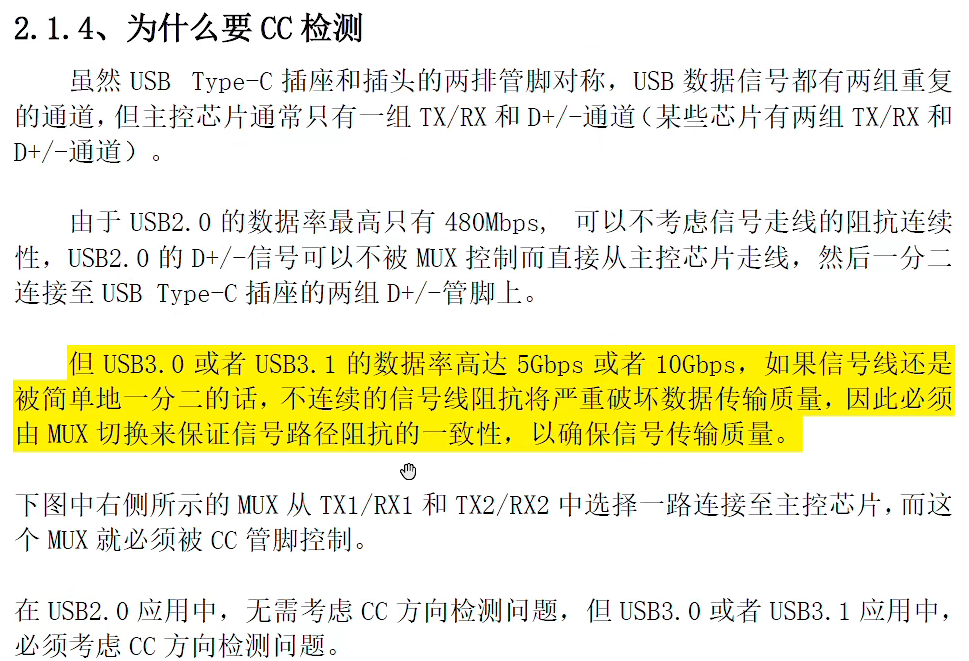 2.1.4、为什么要 CC 检测
虽然 USB Type-C 插座和插头的两排管脚对称，USB 数据信号都有两组重复
的通道，但主控芯片通常只有一组 TX/RX 和 D+/-通道（某些芯片有两组 TX/RX 和
D+/-通道）。
由于 USB2.0 的数据率最高只有 480Mbps, 可以不考虑信号走线的阻抗连续
性，USB2.0 的 D+/-信号可以不被 MUX 控制而直接从主控芯片走线，然后一分二
连接至 USB Type-C 插座的两组 D+/-管脚上。
但 USB3.0 或者 USB3.1 的数据率高达 5Gbps 或者 10Gbps，如果信号线还是
被简单地一分二的话，不连续的信号线阻抗将严重破坏数据传输质量，因此必须
由 MUX 切换来保证信号路径阻抗的一致性，以确保信号传输质量。
下图中右侧所示的 MUX 从 TX1/RX1 和 TX2/RX2 中选择一路连接至主控芯片，而这
个 MUX 就必须被 CC 管脚控制。
在 USB2.0 应用中，无需考虑 CC 方向检测问题，但 USB3.0 或者 USB3.1 应用中，
必须考虑 CC 方向检测问题。